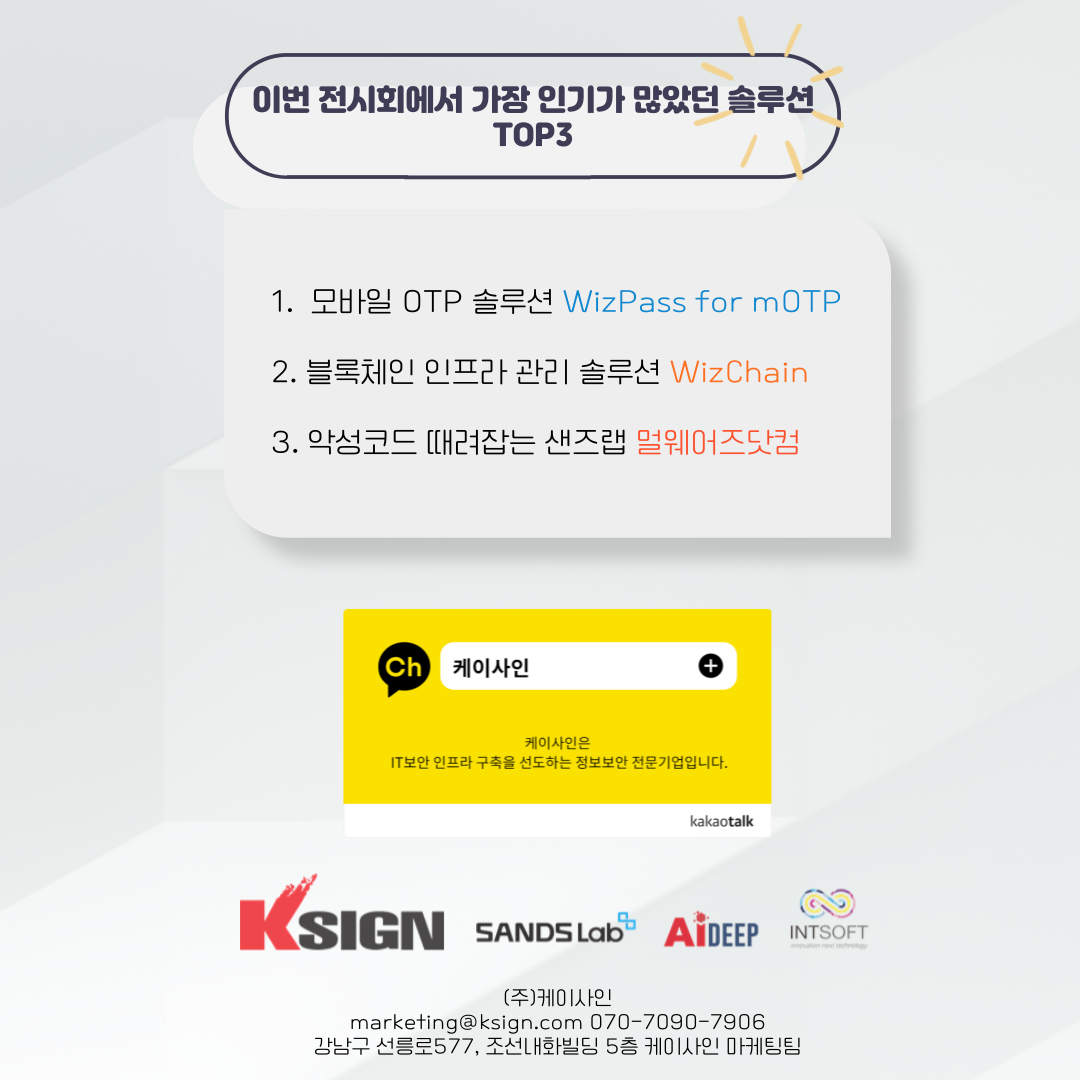 이번 전시회에서 가장 인기가 많았던 솔루션
TOP3
1. 모바일 OTP 솔루션 WizPass for mOTP
2. 블록체인 인프라 관리 솔루션 WizChain
3. 악성코드 때려잡는 샌즈랩 멀웨어즈닷컴
Ch 케이사인
케이사인은
IT보안 인프라 구축을 선도하는 정보보안 전문기업입니다.
kakaotalk
KSIGN SANDS Lab AiDEEP INTSOFT
innovation next technology
(주)케이사인
marketing@ksign.com 070-7090-7906
강남구 선릉로577, 조선내화빌딩 5층 케이사인 마케팅팀